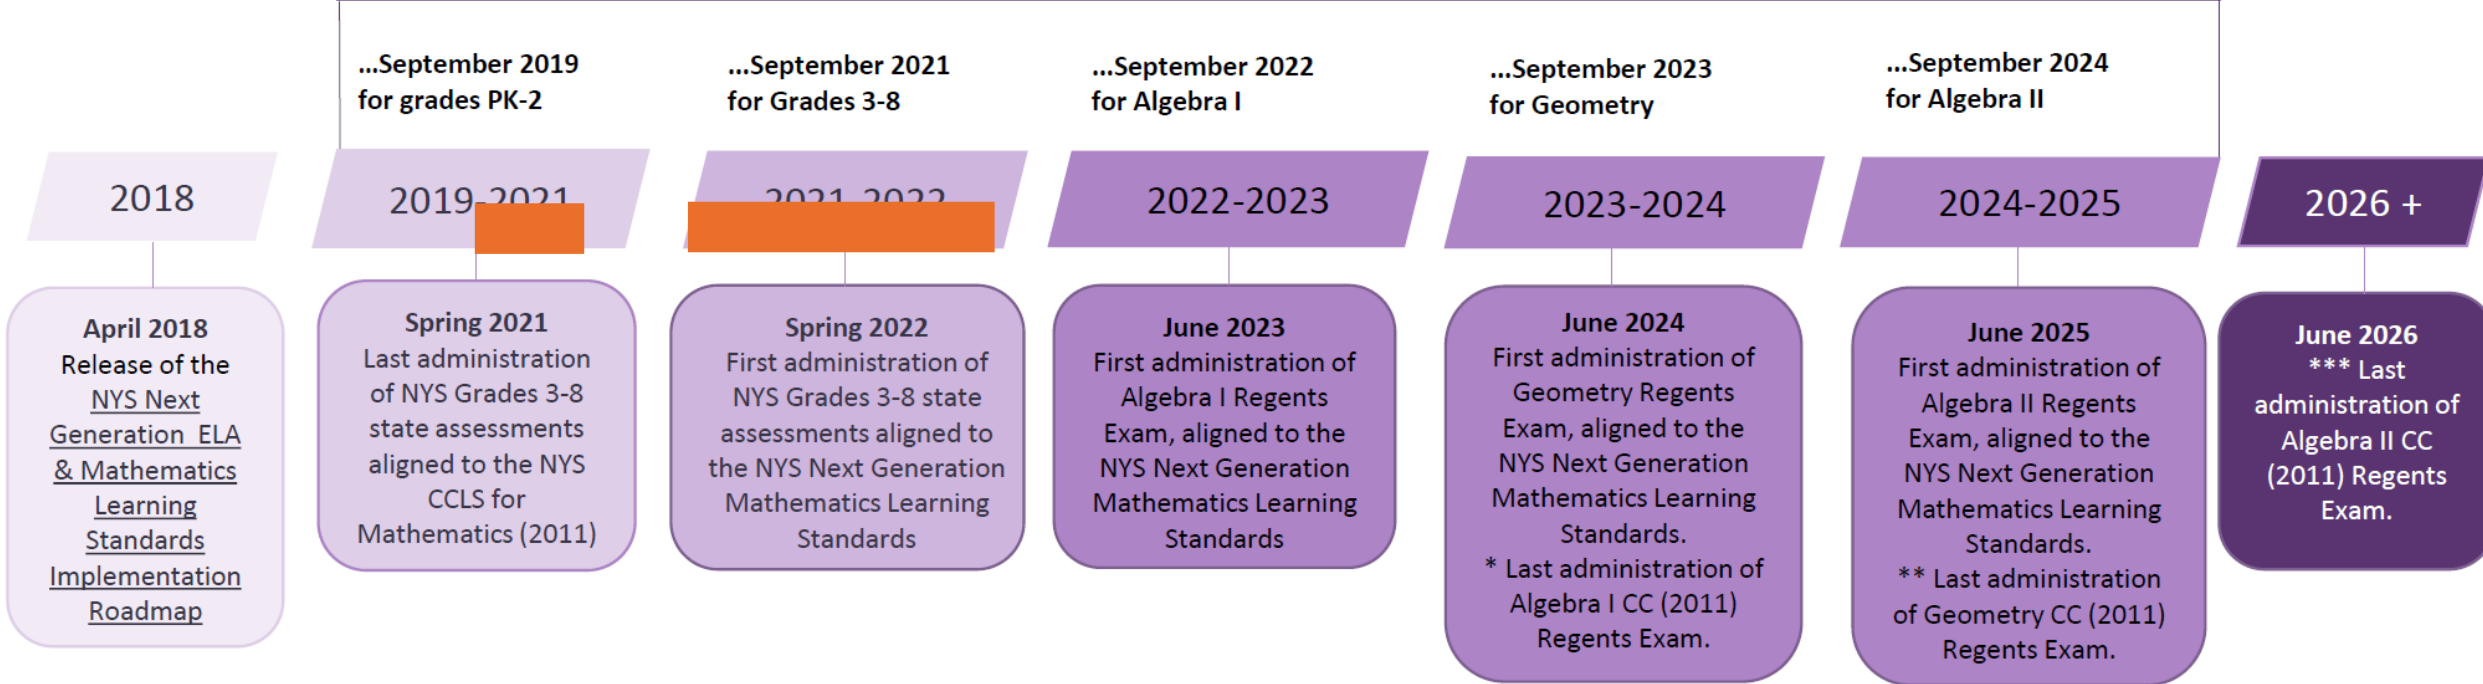 ...September 2019
for grades PK-2
...September 2021
for Grades 3-8
...September 2022
for Algebra I
...September 2023
for Geometry
...September 2024
for Algebra II
2018
2019-2021
2021-2022
2022-2023
2023-2024
2024-2025
2026 +
April 2018
Release of the
NYS Next
Generation ELA
& Mathematics
Learning
Standards
Implementation
Roadmap
Spring 2021
Last administration
of NYS Grades 3-8
state assessments
aligned to the NYS
CCLS for
Mathematics (2011)
Spring 2022
First administration of
NYS Grades 3-8 state
assessments aligned to
the NYS Next Generation
Mathematics Learning
Standards
June 2023
First administration of
Algebra I Regents
Exam, aligned to the
NYS Next Generation
Mathematics Learning
Standards
June 2024
First administration of
Geometry Regents
Exam, aligned to the
NYS Next Generation
Mathematics Learning
Standards.
* Last administration of
Algebra I CC (2011)
Regents Exam.
June 2025
First administration of
Algebra II Regents
Exam, aligned to the
NYS Next Generation
Mathematics Learning
Standards.
** Last administration
of Geometry CC (2011)
Regents Exam.
June 2026
*** Last
administration of
Algebra II CC
(2011) Regents
Exam.